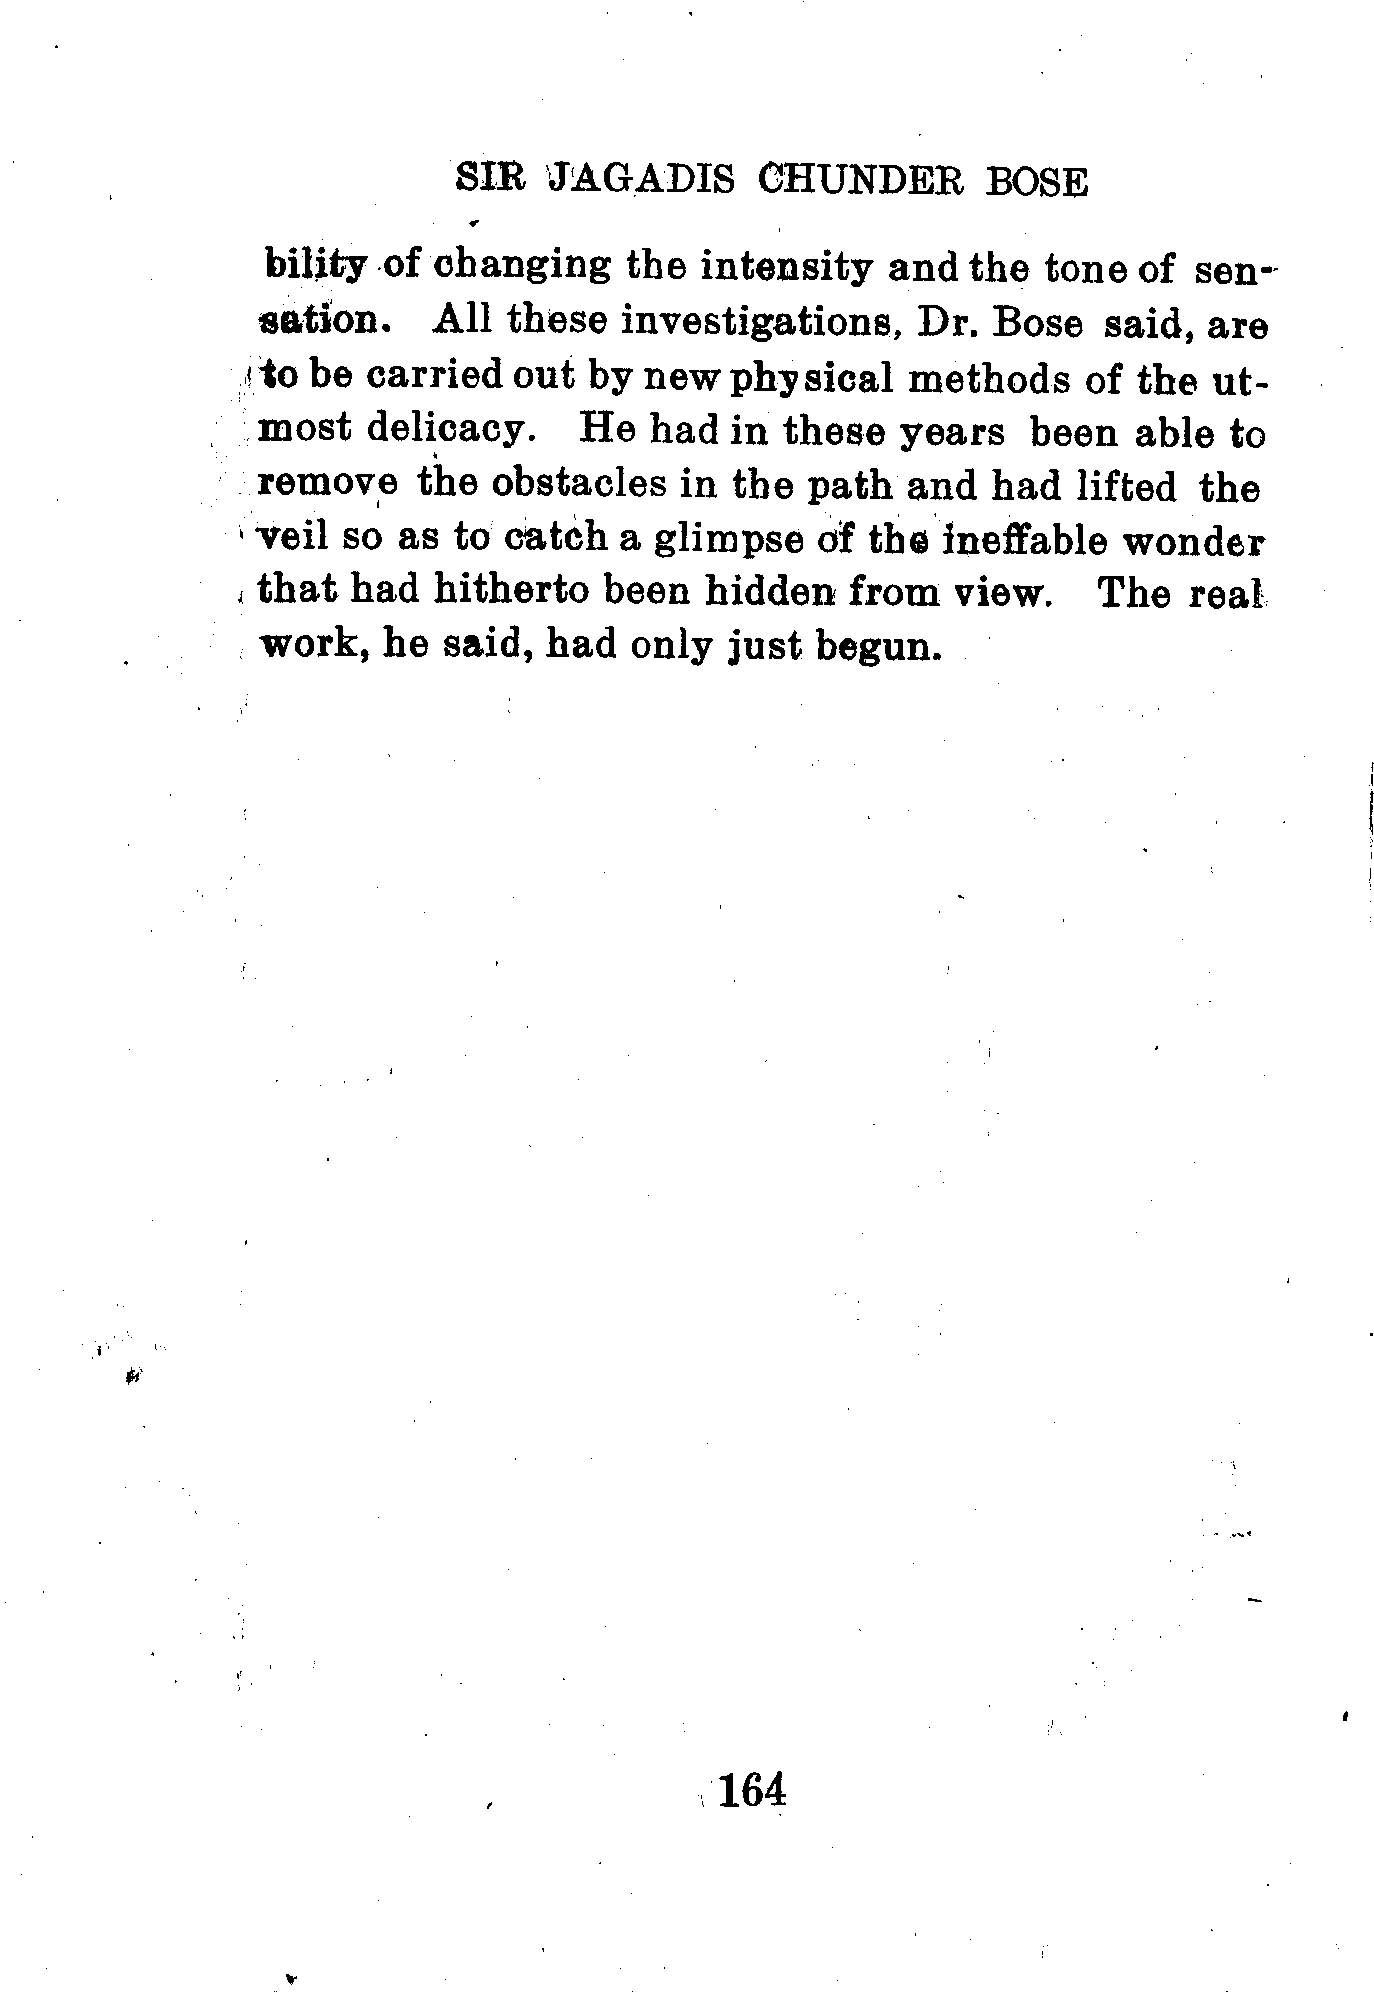 SIR JAGADIS CHUNDER BOSE
bility of changing the intensity and the tone of sen-
sation. All these investigations, Dr. Bose said, are
to be carried out by new physical methods of the ut-
most delicacy. He had in these years been able to
remove the obstacles in the path and had lifted the
veil so as to catch a glimpse of the ineffable wonder
that had hitherto been hidden from view. The real
work, he said, had only just begun.
164